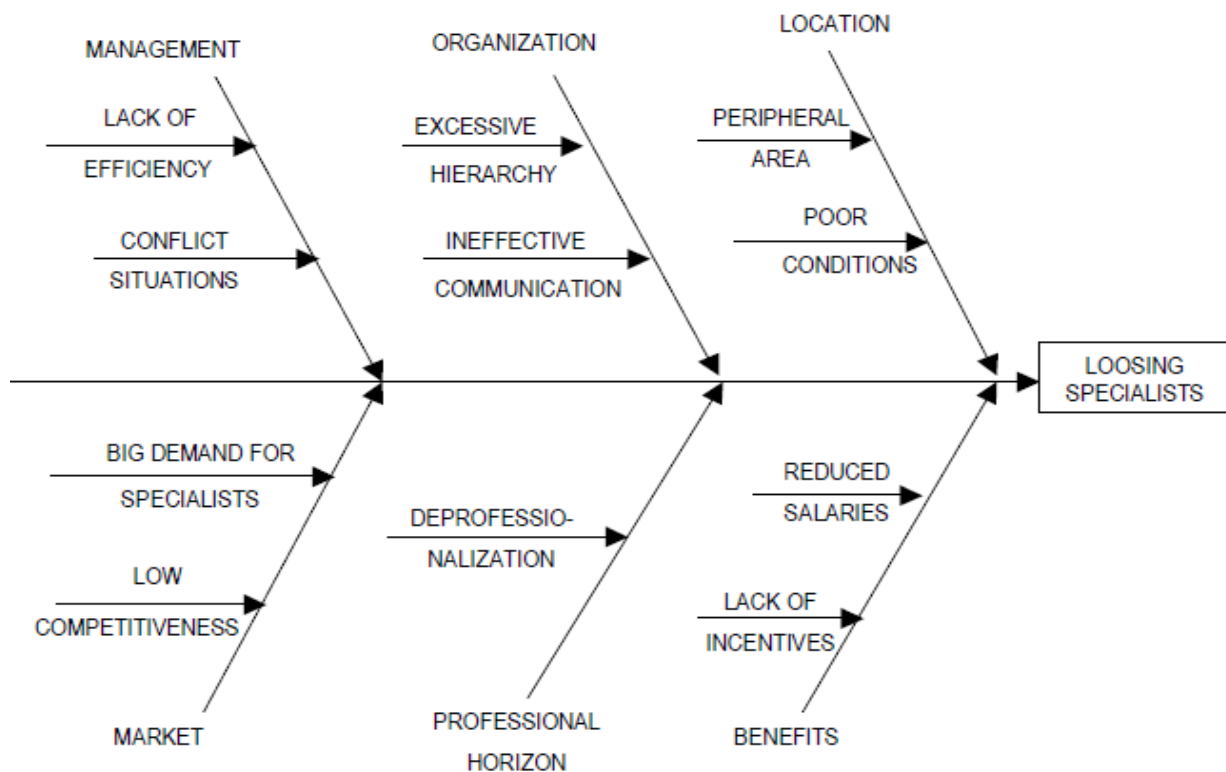 MANAGEMENT
LACK OF
EFFICIENCY
CONFLICT
SITUATIONS
ORGANIZATION
EXCESSIVE
HIERARCHY
INEFFECTIVE
COMMUNICATION
LOCATION
PERIPHERAL
AREA
POOR
CONDITIONS
LOOSING
SPECIALISTS
BIG DEMAND FOR
SPECIALISTS
LOW
COMPETITIVENESS
MARKET
DEPROFESSIO-
NALIZATION
PROFESSIONAL
HORIZON
REDUCED
SALARIES
LACK OF
INCENTIVES
BENEFITS